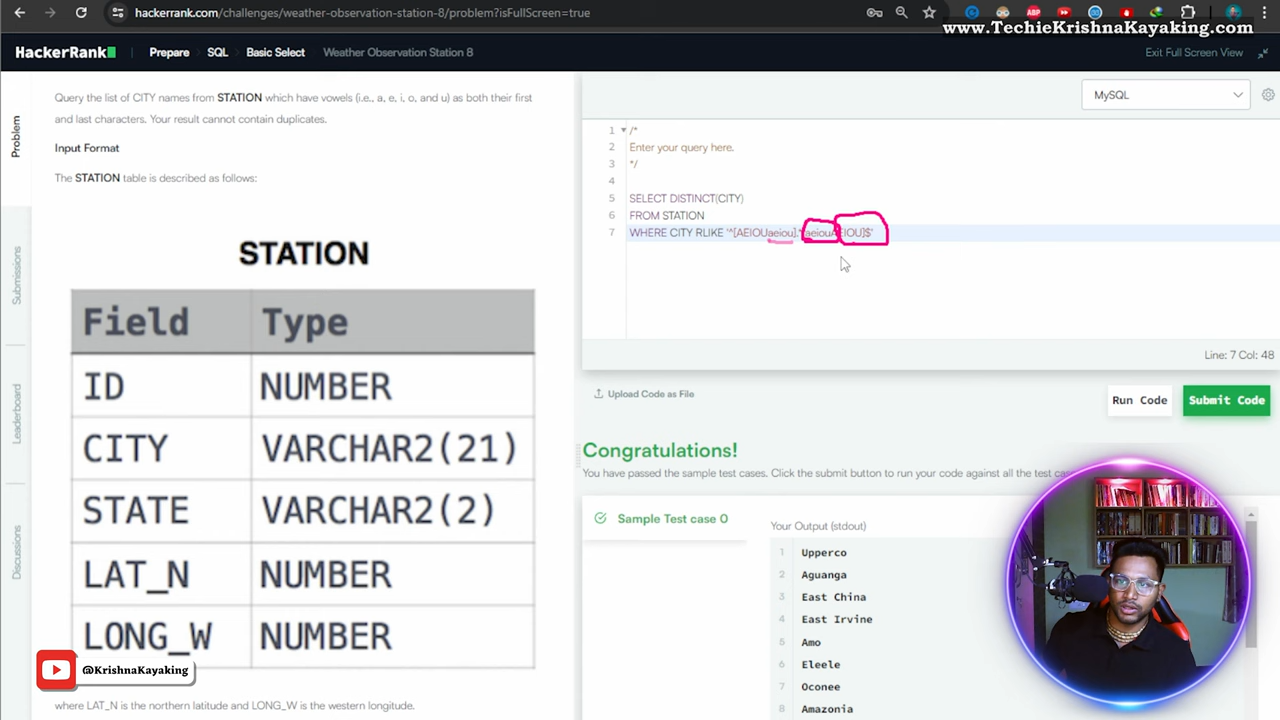 hackerrank.com/challenges/weather-observation-station-8/problem?isFullScreen=true
ABP
www.TechieKrishnaKayaking.com
HackerRank
Prepare
SQL
Basic Select
Weather Observation Station 8
Exit Full Screen View
Problem
Submissions
Leaderboard
Discussions
Query the list of CITY names from STATION which have vowels (i.e., a, e, i, o, and u) as both their first
and last characters. Your result cannot contain duplicates.
Input Format
The STATION table is described as follows:
STATION
Field Type
ID NUMBER
CITY VARCHAR2(21)
STATE VARCHAR2(2)
LAT_N NUMBER
LONG_W NUMBER
where LAT_N is the northern latitude and LONG_W is the western longitude.
@KrishnaKayaking
MySQL
1 /*
2 Enter your query here.
3 */
4
5 SELECT DISTINCT(CITY)
6 FROM STATION
7 WHERE CITY RLIKE '^[AEIOUaeiou].*[aeiouAEIOU]$'
Line: 7 Col: 48
Upload Code as File
Run Code
Submit Code
Congratulations!
You have passed the sample test cases. Click the submit button to run your code against all the test
Sample Test case 0
Your Output (stdout)
1 Upperco
2 Aguanga
3 East China
4 East Irvine
5 Amo
6 Eleele
7 Oconee
8 Amazonia